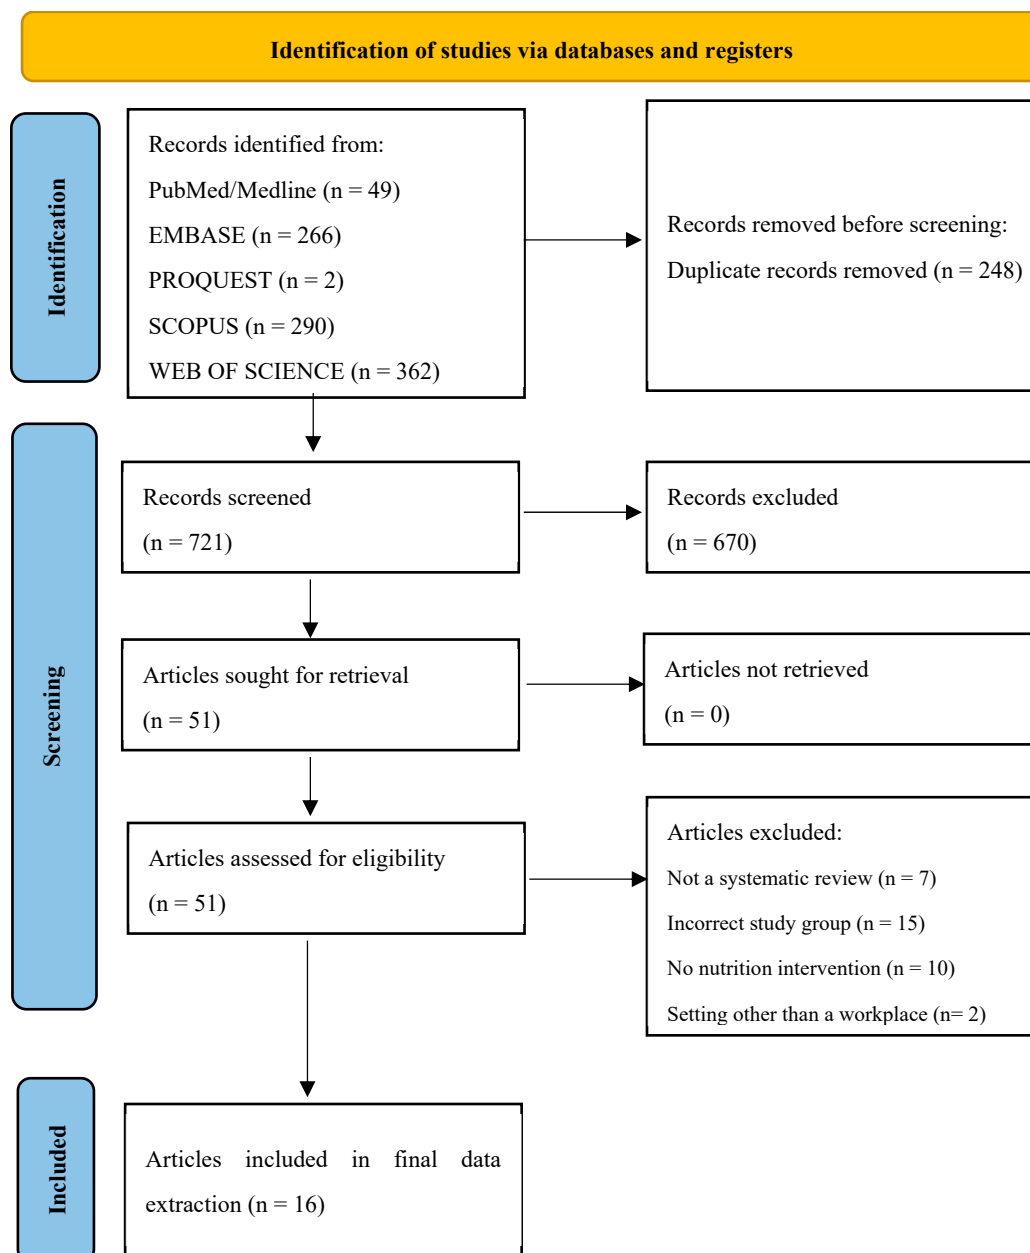 Identification of studies via databases and registers
Identification
Records identified from:
PubMed/Medline (n = 49)
EMBASE (n = 266)
PROQUEST (n = 2)
SCOPUS (n = 290)
WEB OF SCIENCE (n = 362)
Records removed before screening:
Duplicate records removed (n = 248)
Screening
Records screened
(n = 721)
Records excluded
(n = 670)
Articles sought for retrieval
(n = 51)
Articles not retrieved
(n = 0)
Articles assessed for eligibility
(n = 51)
Articles excluded:
Not a systematic review (n = 7)
Incorrect study group (n = 15)
No nutrition intervention (n = 10)
Setting other than a workplace (n= 2)
Included
Articles included in final data
extraction (n = 16)